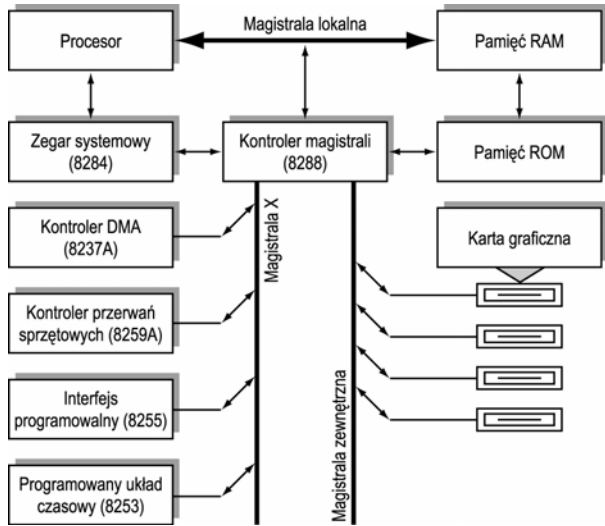 Procesor
Magistrala lokalna
Pamięć RAM
Zegar systemowy
(8284)
Kontroler magistrali
(8288)
Pamięć ROM
Kontroler DMA
(8237A)
Magistrala X
Karta graficzna
Kontroler przerwań
sprzętowych (8259A)
Interfejs
programowalny (8255)
Magistrala zewnętrzna
Programowany układ
czasowy (8253)